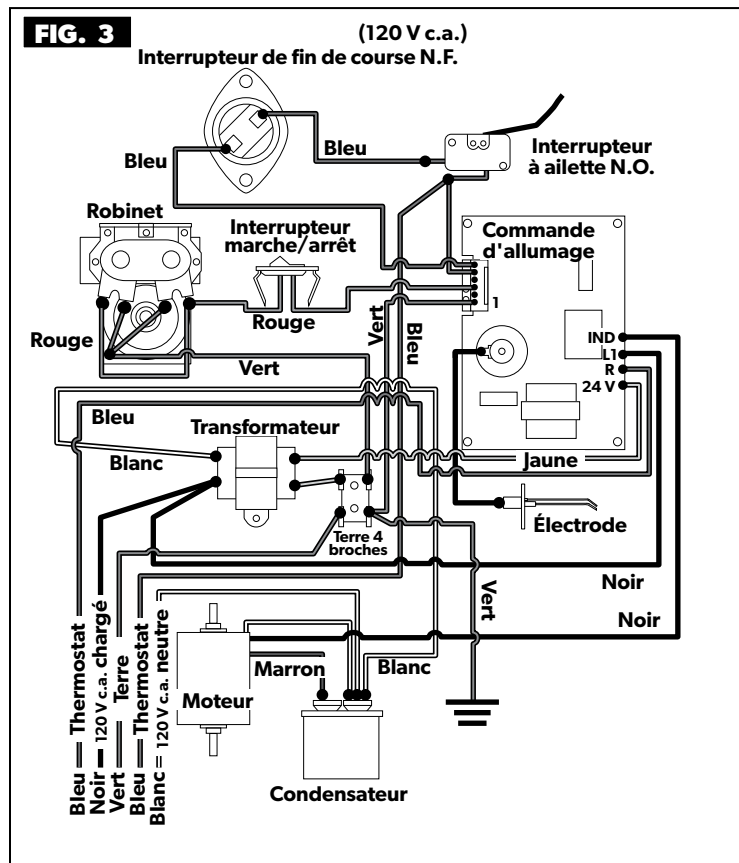 FIG. 3
(120 V c.a.)
Interrupteur de fin de course N.F.
Bleu
Bleu
Interrupteur
à ailette N.O.
Robinet
Interrupteur
marche/arrêt
Commande
d'allumage
1
Rouge
Rouge
Vert
Vert
Bleu
IND
L1
R
24 V
Bleu
Transformateur
Blanc
Jaune
Électrode
Terre 4
broches
Vert
Noir
Noir
Marron
Blanc
Moteur
Condensateur
Bleu Thermostat
Noir 120 V c.a. chargé
Vert Terre
Bleu Thermostat
Blanc 120 V c.a. neutre